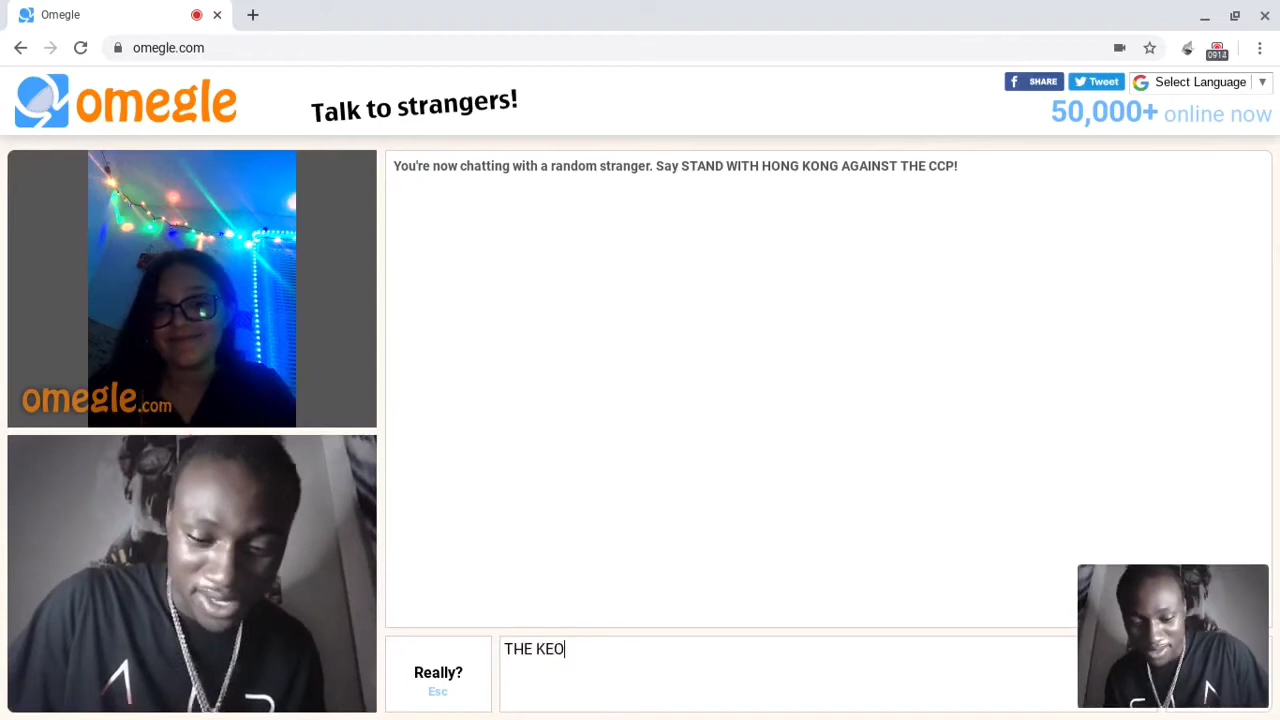 Omegle
omegle.com
0914
omegle
Talk to strangers!
SHARE
Tweet
Select Language
50,000+ online now
You're now chatting with a random stranger. Say STAND WITH HONG KONG AGAINST THE CCP!
omegle.com
Really?
Esc
THE KEO